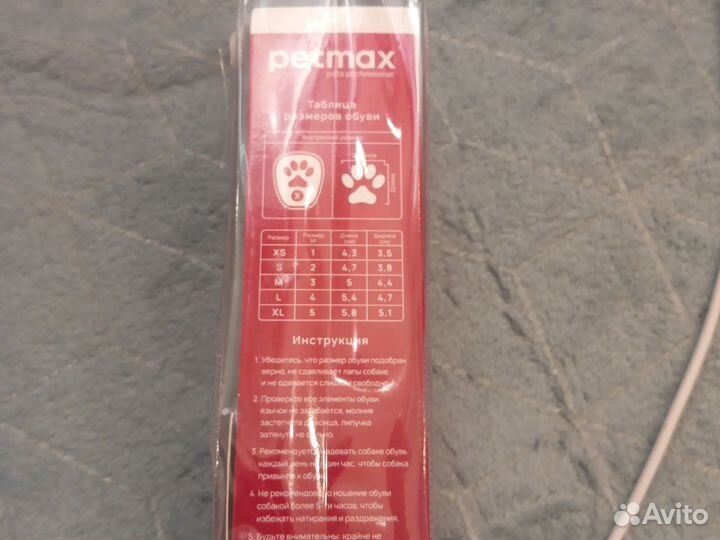 petmax
pets professional
Таблица
размеров обуви
Внутренний размер
Длина
X
Размер Размер № Длина (см) Ширина (см)
XS 1 4,3 3,5
S 2 4,7 3,8
M 3 5 4,4
L 4 5,4 4,7
XL 5 5,8 5,1
Инструкция
1. Убедитесь, что размер обуви подобран
верно, не сдавливает лапы собаке
и не одевается слишком свободно.
2. Проверьте все элементы обуви
язычок не загибается, молния
застегнута до конца, липучка
затянута не сильно.
3. Рекомендуется надевать собаке обувь
каждый день на один час, чтобы собака
привыкла к обуви.
4. Не рекомендовано ношение обуви
собакой более 5-ти часов, чтобы
избежать натирания и раздражения.
5. Будьте внимательны: крайне не
Avito